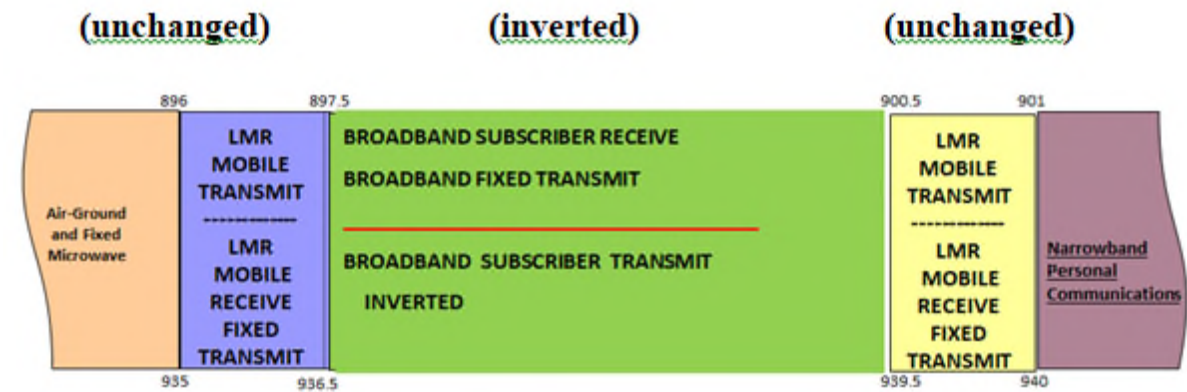 (unchanged) (inverted) (unchanged)
896 897.5 900.5 901
Air-Ground
and Fixed
Microwave
LMR
MOBILE
TRANSMIT
-------------
LMR
MOBILE
RECEIVE
FIXED
TRANSMIT
BROADBAND SUBSCRIBER RECEIVE
BROADBAND FIXED TRANSMIT
BROADBAND SUBSCRIBER TRANSMIT
INVERTED
LMR
MOBILE
TRANSMIT
-------------
LMR
MOBILE
RECEIVE
FIXED
TRANSMIT
Narrowband
Personal
Communications
935 936.5 939.5 940